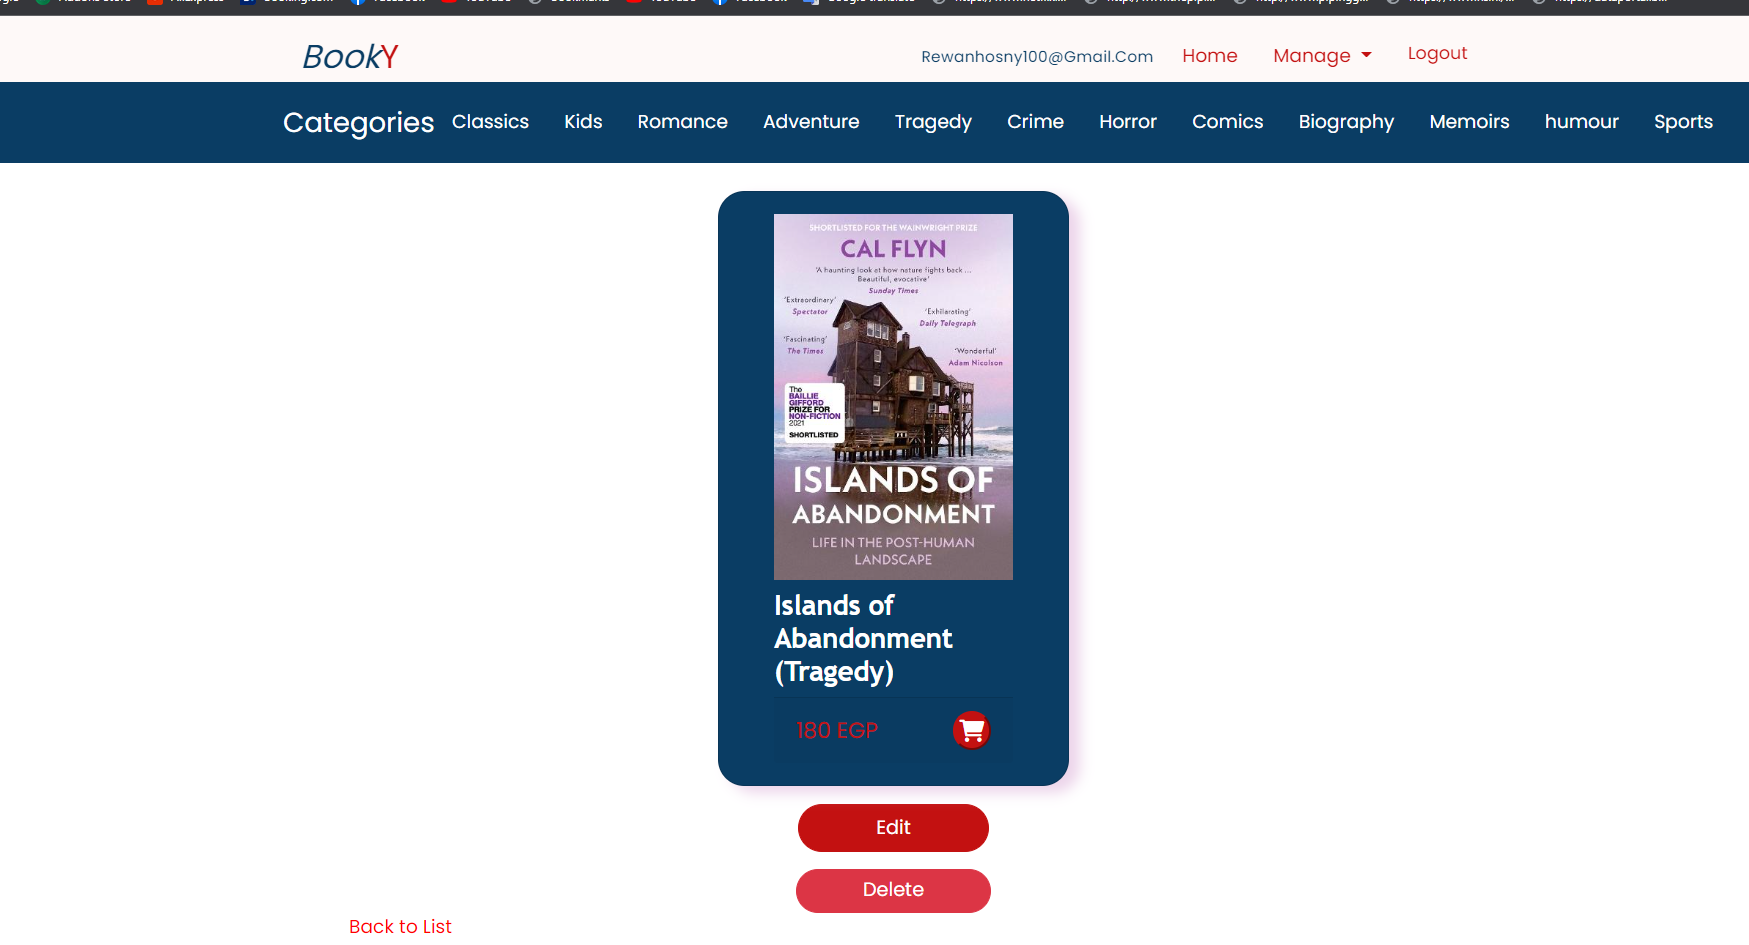 BookY
Rewanhosny100@Gmail.Com Home Manage Logout
Categories Classics Kids Romance Adventure Tragedy Crime Horror Comics Biography Memoirs humour Sports
SHORTLISTED FOR THE WAINWRIGHT PRIZE
CAL FLYN
'A haunting look at how nature fights back ...
Beautiful, evocative'
Sunday Times
'Extraordinary'
Spectator
'Exhilarating'
Daily Telegraph
'Fascinating'
The Times
'Wonderful'
Adam Nicolson
The
BAILLIE
GIFFORD
PRIZE FOR
NON-FICTION
2021
SHORTLISTED
ISLANDS OF
ABANDONMENT
LIFE IN THE POST-HUMAN
LANDSCAPE
Islands of
Abandonment
(Tragedy)
180 EGP
Edit
Delete
Back to List